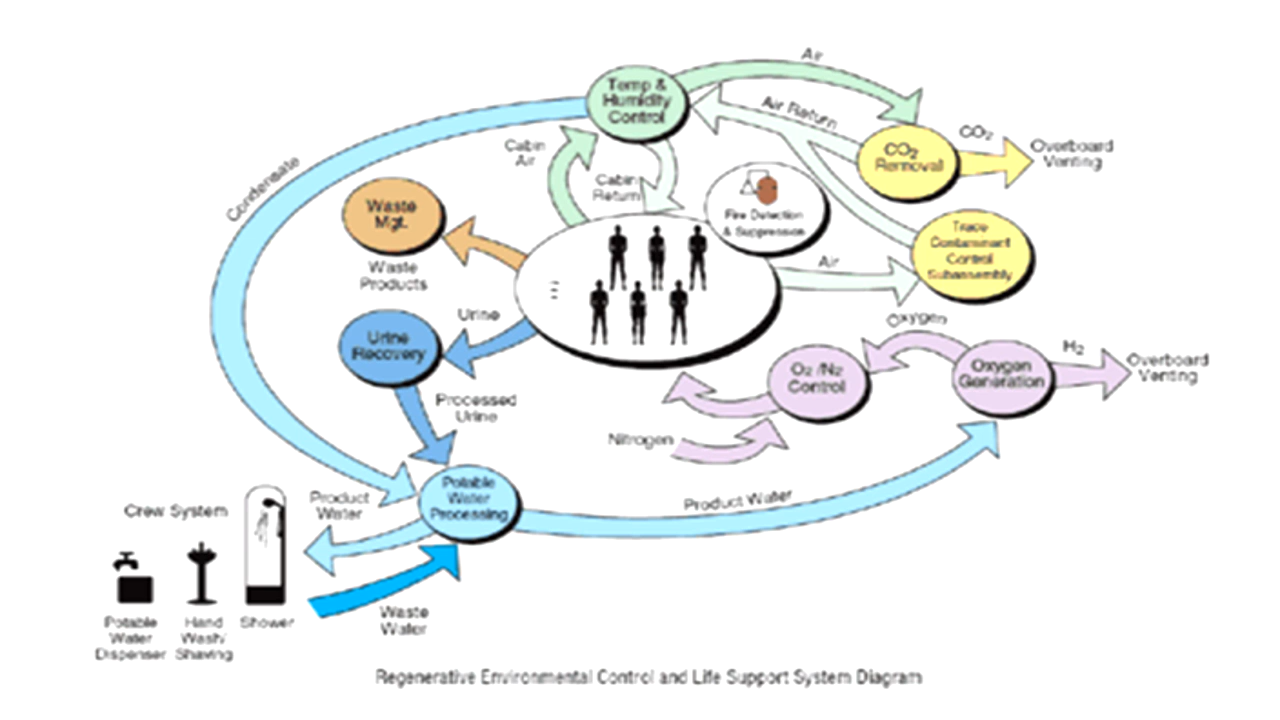 Air
Temp &
Humidity
Control
Air Return
CO2
Removal
CO2
Overboard
Venting
Cabin
Air
Cabin
Return
Condensate
Waste
Mgt.
Waste
Products
Fire Detection
& Suppression
Trace
Contaminant
Control
Subassembly
Air
Urine
Urine
Recovery
Processed
Urine
Oxygen
O2 /N2
Control
Oxygen
Generation
H2
Overboard
Venting
Nitrogen
Potable
Water
Processing
Product Water
Product
Water
Crew System
Potable
Water
Dispenser
Hand
Wash/
Shaving
Shower
Waste
Water
Regenerative Environmental Control and Life Support System Diagram